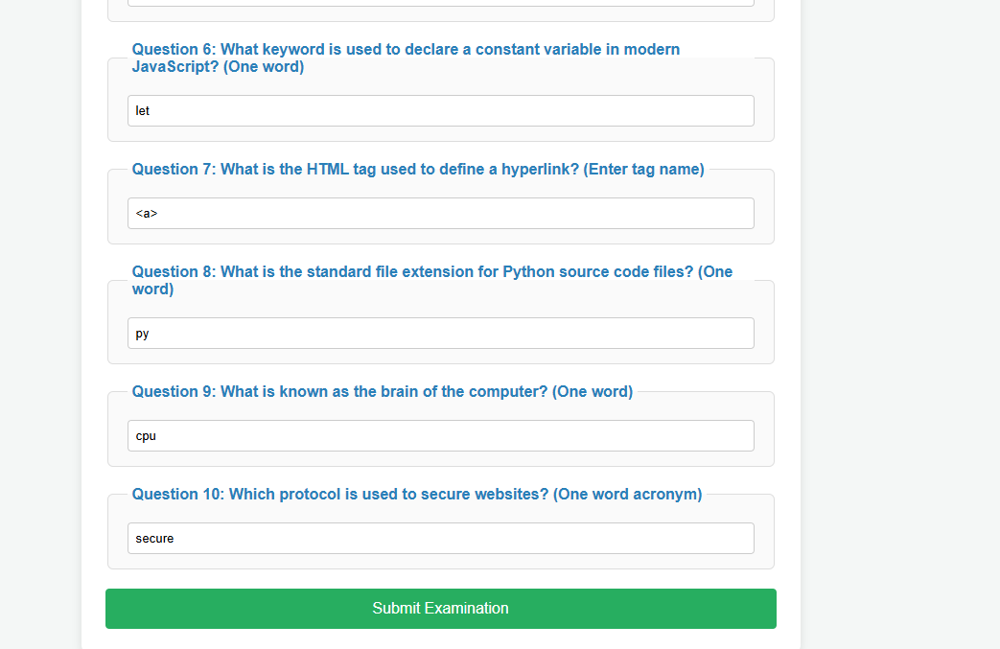 Question 6: What keyword is used to declare a constant variable in modern
JavaScript? (One word)
let
Question 7: What is the HTML tag used to define a hyperlink? (Enter tag name)
<a>
Question 8: What is the standard file extension for Python source code files? (One
word)
py
Question 9: What is known as the brain of the computer? (One word)
cpu
Question 10: Which protocol is used to secure websites? (One word acronym)
secure
Submit Examination